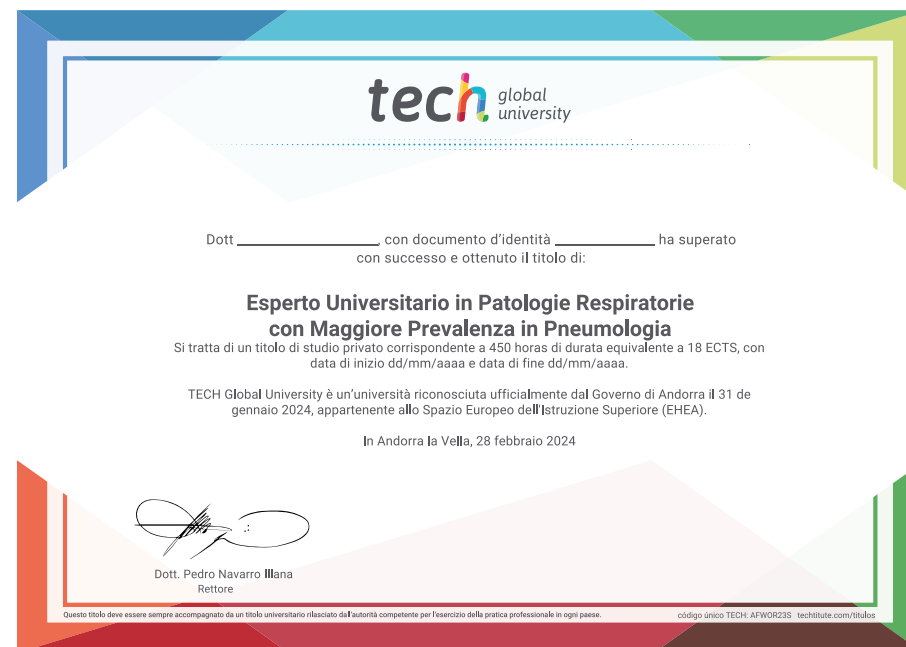 tech global university
Dott _________________, con documento d'identità _______________ ha superato
con successo e ottenuto il titolo di:
Esperto Universitario in Patologie Respiratorie
con Maggiore Prevalenza in Pneumologia
Si tratta di un titolo di studio privato corrispondente a 450 horas di durata equivalente a 18 ECTS, con
data di inizio dd/mm/aaaa e data di fine dd/mm/aaaa.
TECH Global University è un'università riconosciuta ufficialmente dal Governo di Andorra il 31 de
gennaio 2024, appartenente allo Spazio Europeo dell'Istruzione Superiore (EHEA).
In Andorra la Vella, 28 febbraio 2024
Dott. Pedro Navarro Illana
Rettore
Questo titolo deve essere sempre accompagnato da un titolo universitario rilasciato dall'autorità competente per l'esercizio della pratica professionale in ogni paese.
código único TECH: AFWOR23S techtitute.com/titulos